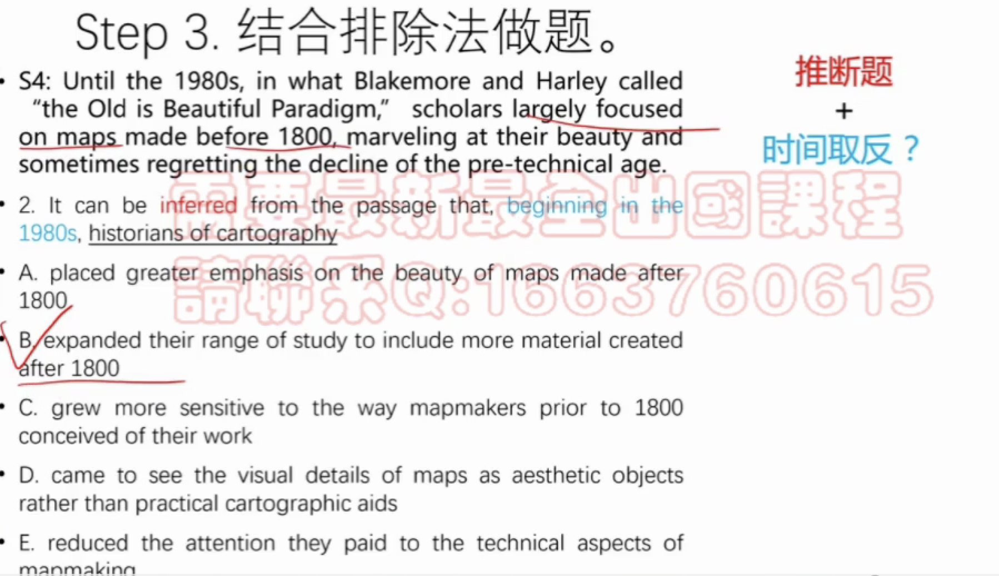 Step 3. 结合排除法做题。
• S4: Until the 1980s, in what Blakemore and Harley called
“the Old is Beautiful Paradigm,” scholars largely focused
on maps made before 1800, marveling at their beauty and
sometimes regretting the decline of the pre-technical age.
• 2. It can be inferred from the passage that, beginning in the
1980s, historians of cartography
• A. placed greater emphasis on the beauty of maps made after
1800
• B. expanded their range of study to include more material created
after 1800
• C. grew more sensitive to the way mapmakers prior to 1800
conceived of their work
• D. came to see the visual details of maps as aesthetic objects
rather than practical cartographic aids
• E. reduced the attention they paid to the technical aspects of
mapmaking
推断题
+
时间取反？
需要最新最全出國課程
請聯系Q:1663760615